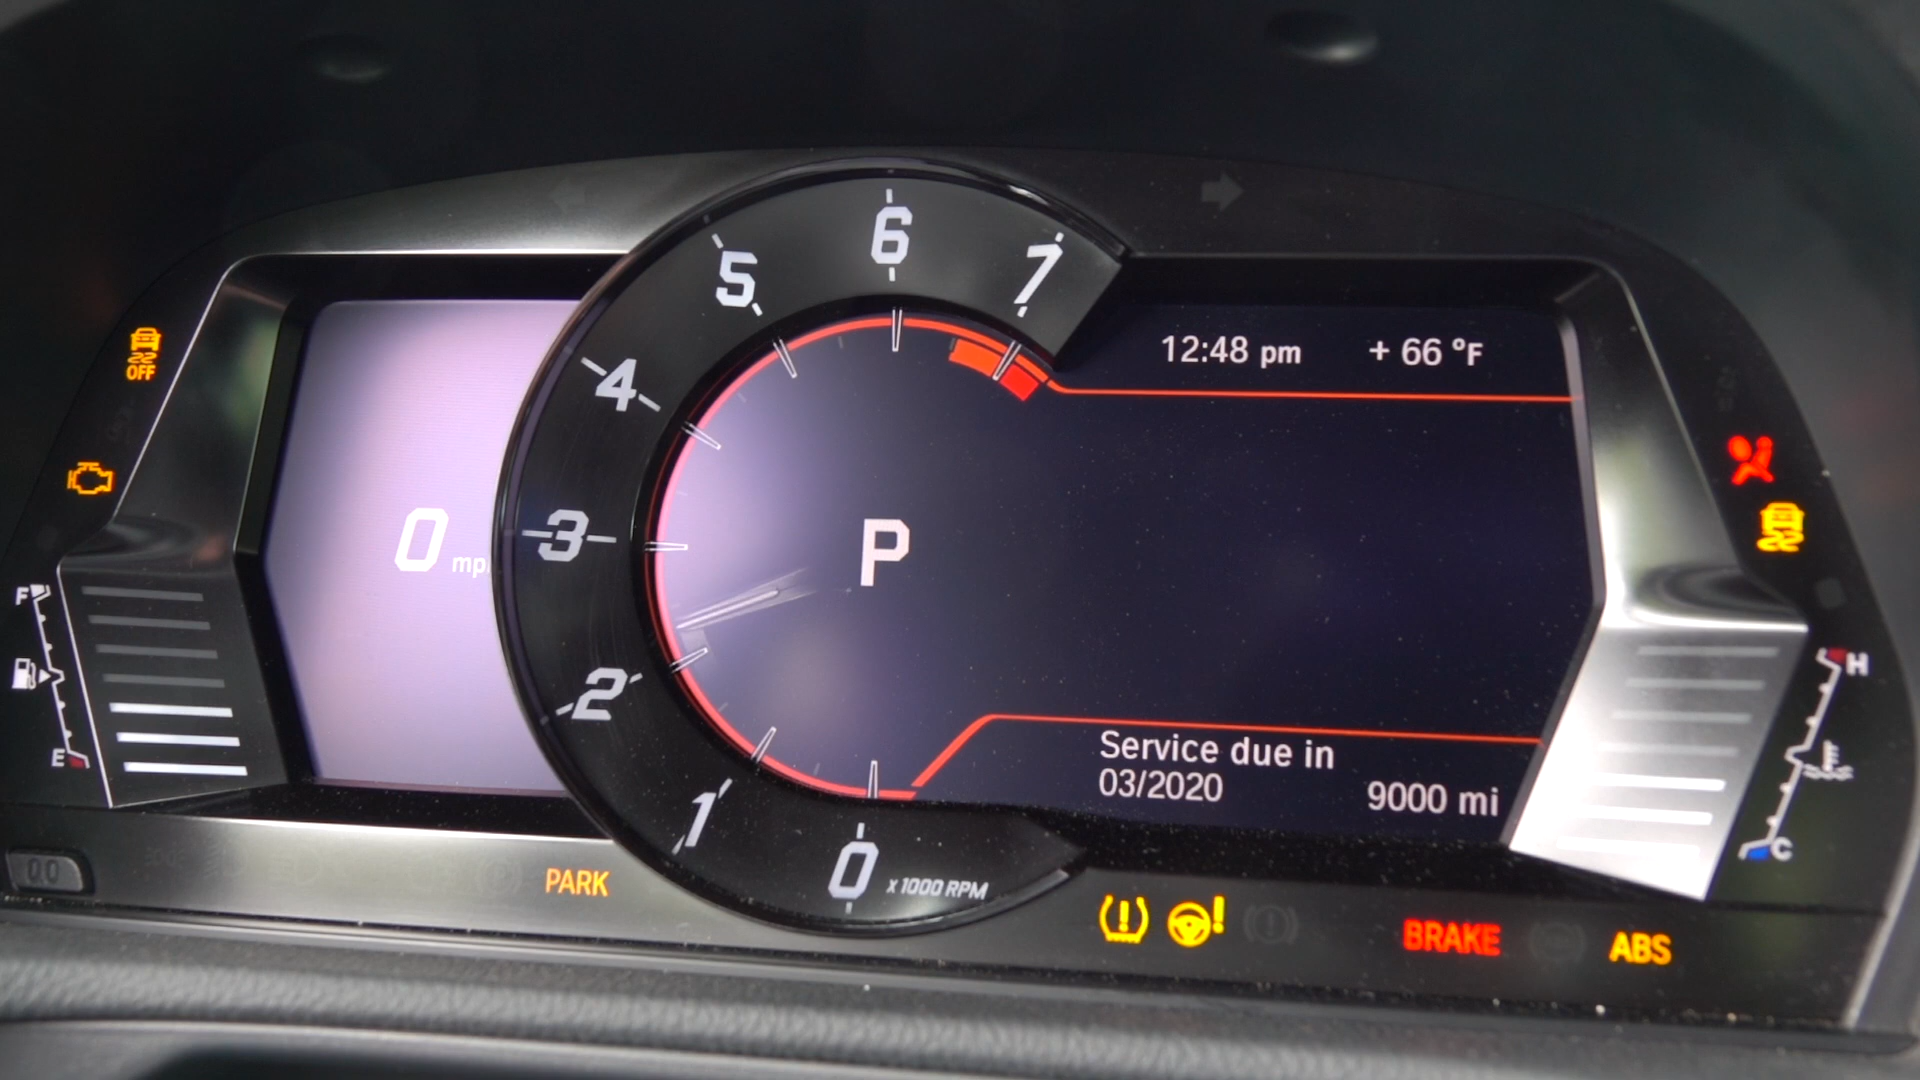 5
6
7
4
3
2
1
0
x 1000 RPM
12:48 pm
+ 66 °F
OFF
0
P
F
E
H
C
Service due in
03/2020
9000 mi
PARK
BRAKE
ABS
00